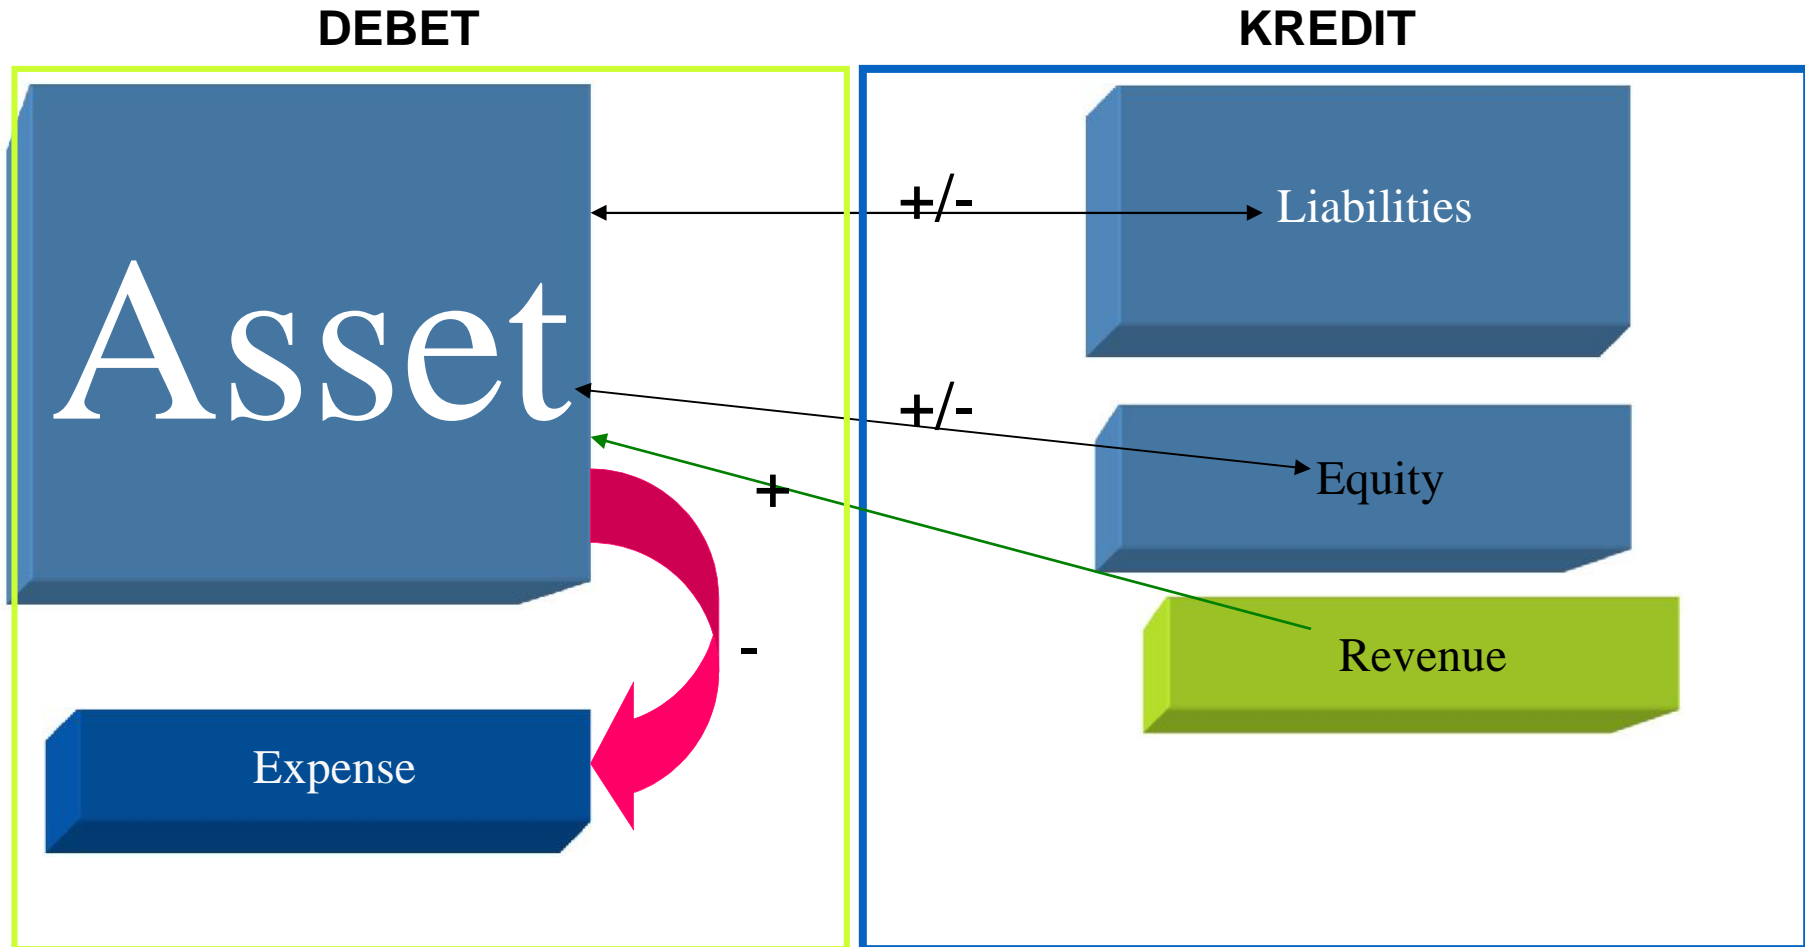 DEBET
KREDIT
Asset
+/-
Liabilities
+/-
Equity
+
Revenue
-
Expense